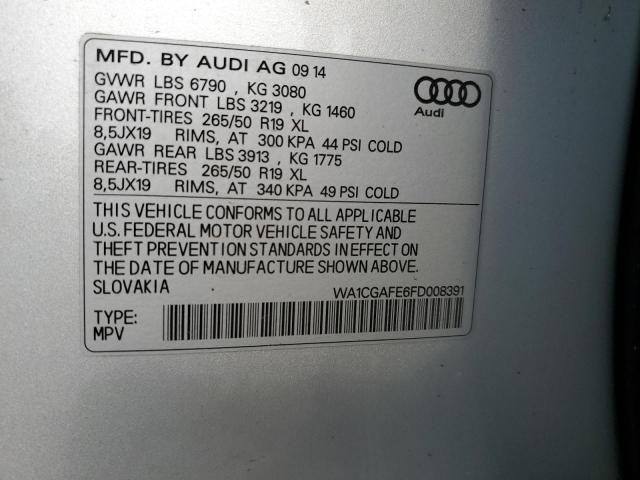 MFD. BY AUDI AG 09 14
GVWR LBS 6790 , KG 3080
GAWR FRONT LBS 3219 , KG 1460
FRONT-TIRES 265/50 R19 XL
8,5JX19 RIMS, AT 300 KPA 44 PSI COLD
GAWR REAR LBS 3913 , KG 1775
REAR-TIRES 265/50 R19 XL
8,5JX19 RIMS, AT 340 KPA 49 PSI COLD
Audi
THIS VEHICLE CONFORMS TO ALL APPLICABLE
U.S. FEDERAL MOTOR VEHICLE SAFETY AND
THEFT PREVENTION STANDARDS IN EFFECT ON
THE DATE OF MANUFACTURE SHOWN ABOVE.
SLOVAKIA WA1CGAFE6FD008391
TYPE:
MPV